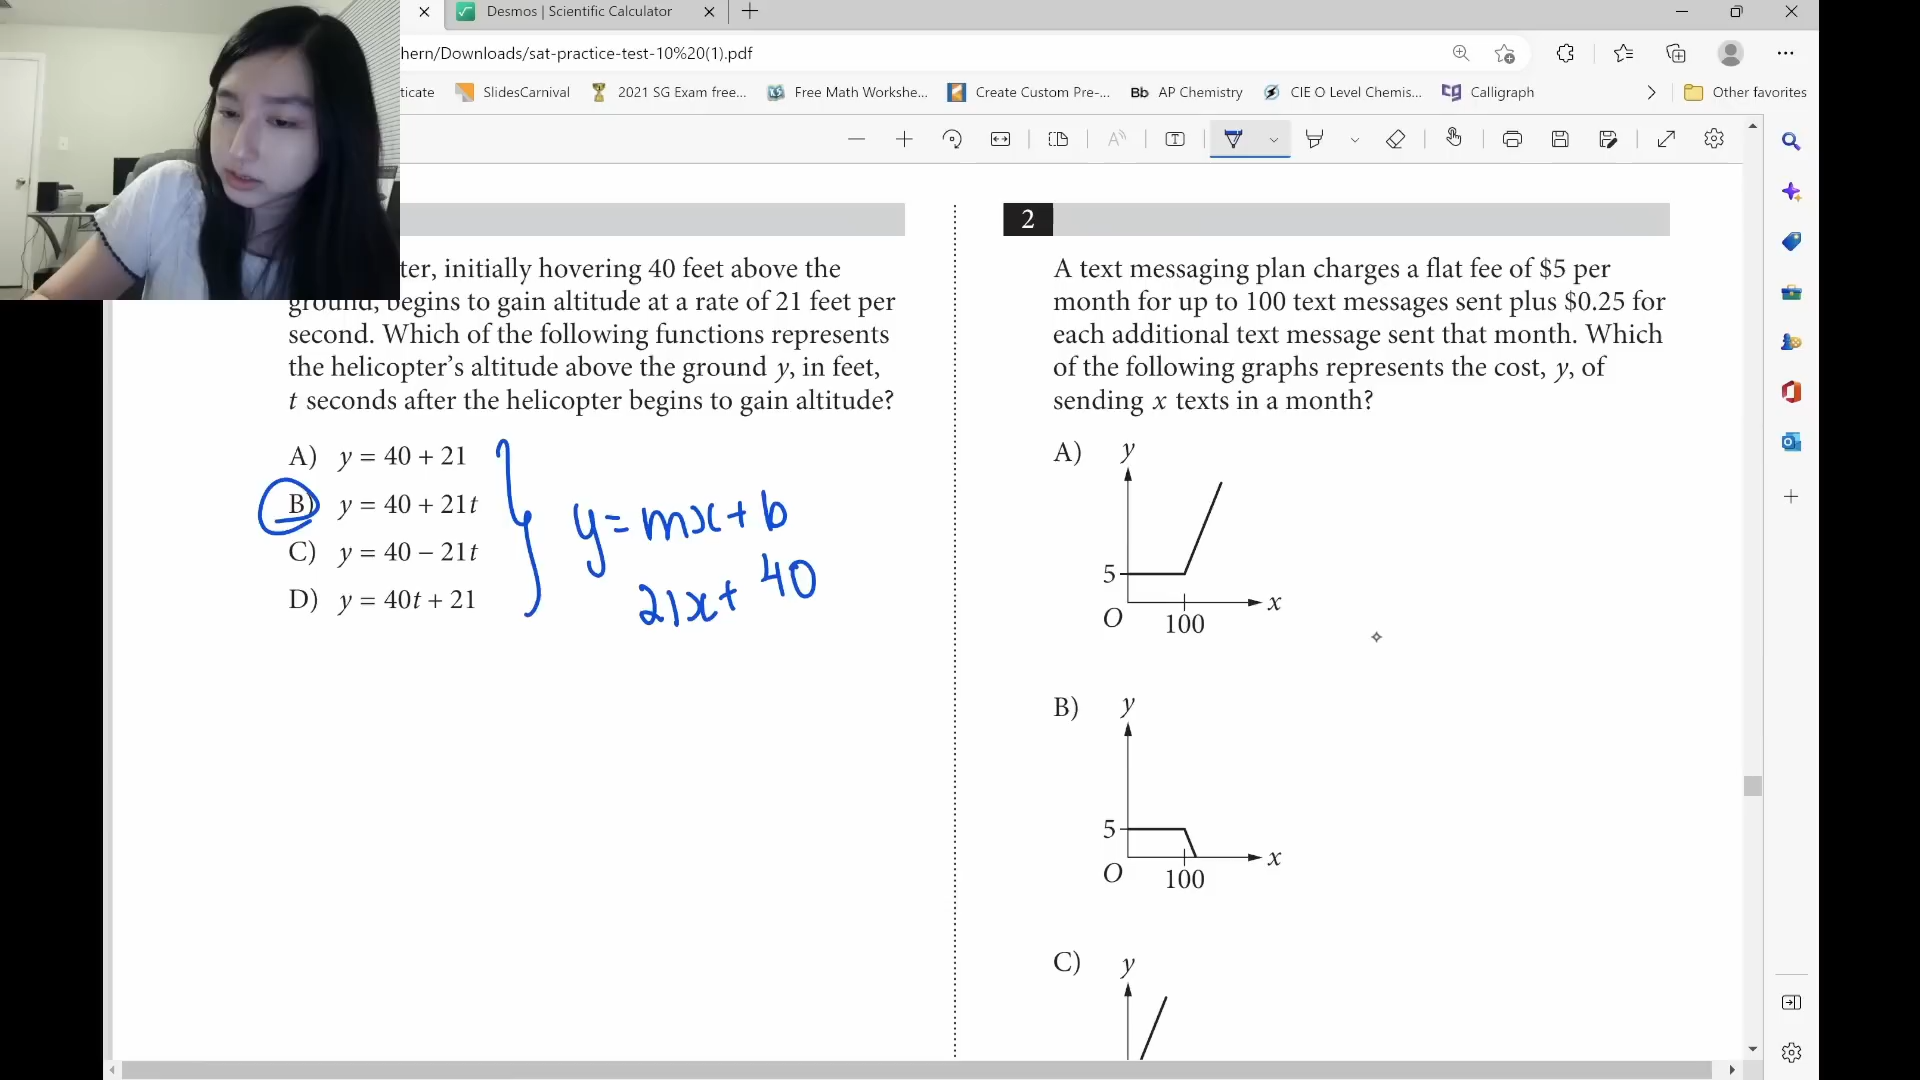 Desmos | Scientific Calculator
hern/Downloads/sat-practice-test-10%20(1).pdf
ticate SlidesCarnival 2021 SG Exam free... Free Math Workshe... Create Custom Pre-... Bb AP Chemistry CIE O Level Chemis... Calligraph Other favorites
ter, initially hovering 40 feet above the
ground, begins to gain altitude at a rate of 21 feet per
second. Which of the following functions represents
the helicopter's altitude above the ground y, in feet,
t seconds after the helicopter begins to gain altitude?
A) y = 40 + 21
B) y = 40 + 21t
C) y = 40 – 21t
D) y = 40t + 21
y = mx + b
21x + 40
2
A text messaging plan charges a flat fee of $5 per
month for up to 100 text messages sent plus $0.25 for
each additional text message sent that month. Which
of the following graphs represents the cost, y, of
sending x texts in a month?
A) y
5
O 100 x
B) y
5
O 100 x
C) y